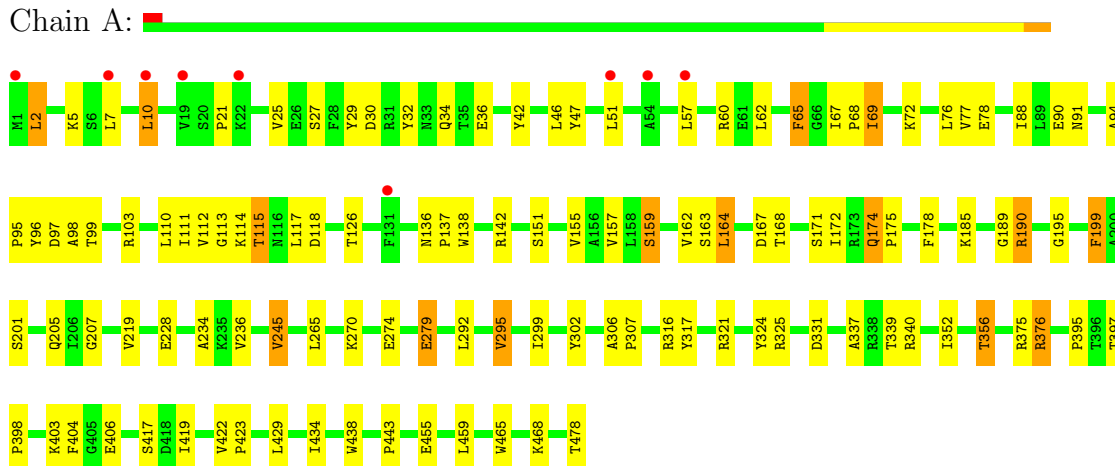 Chain A:
M1 L2 K5 S6 L7 L10 V19 S20 P21 K22 V25 E26 S27 F28 Y29 D30 R31 Y32 N33 Q34 T35 E36 Y42 L46 Y47 L51 A54 L57 R60 E61 L62 F65 G66 I67 P68 I69 K72 L76 V77 E78 I88 L89 E90 N91 A94
P95 Y96 D97 A98 T99 R103 L110 I111 V112 G113 K114 T115 N116 L117 D118 T126 F131 N136 P137 W138 R142 S151 V155 A156 V157 L158 S159 V162 S163 L164 D167 T168 S171 I172 R173 Q174 P175 F178 K185 G189 R190 G195 F199 A200
S201 Q205 I206 G207 V219 E228 A234 K235 V236 V245 L265 K270 E274 E279 L292 V295 I299 Y302 A306 P307 R316 Y317 R321 Y324 R325 D331 A337 R338 T339 R340 I352 T356 R375 R376 P395 T396 T397
P398 K403 F404 G405 E406 S417 D418 I419 V422 P423 L429 I434 W438 P443 E455 L459 W465 K468 T478